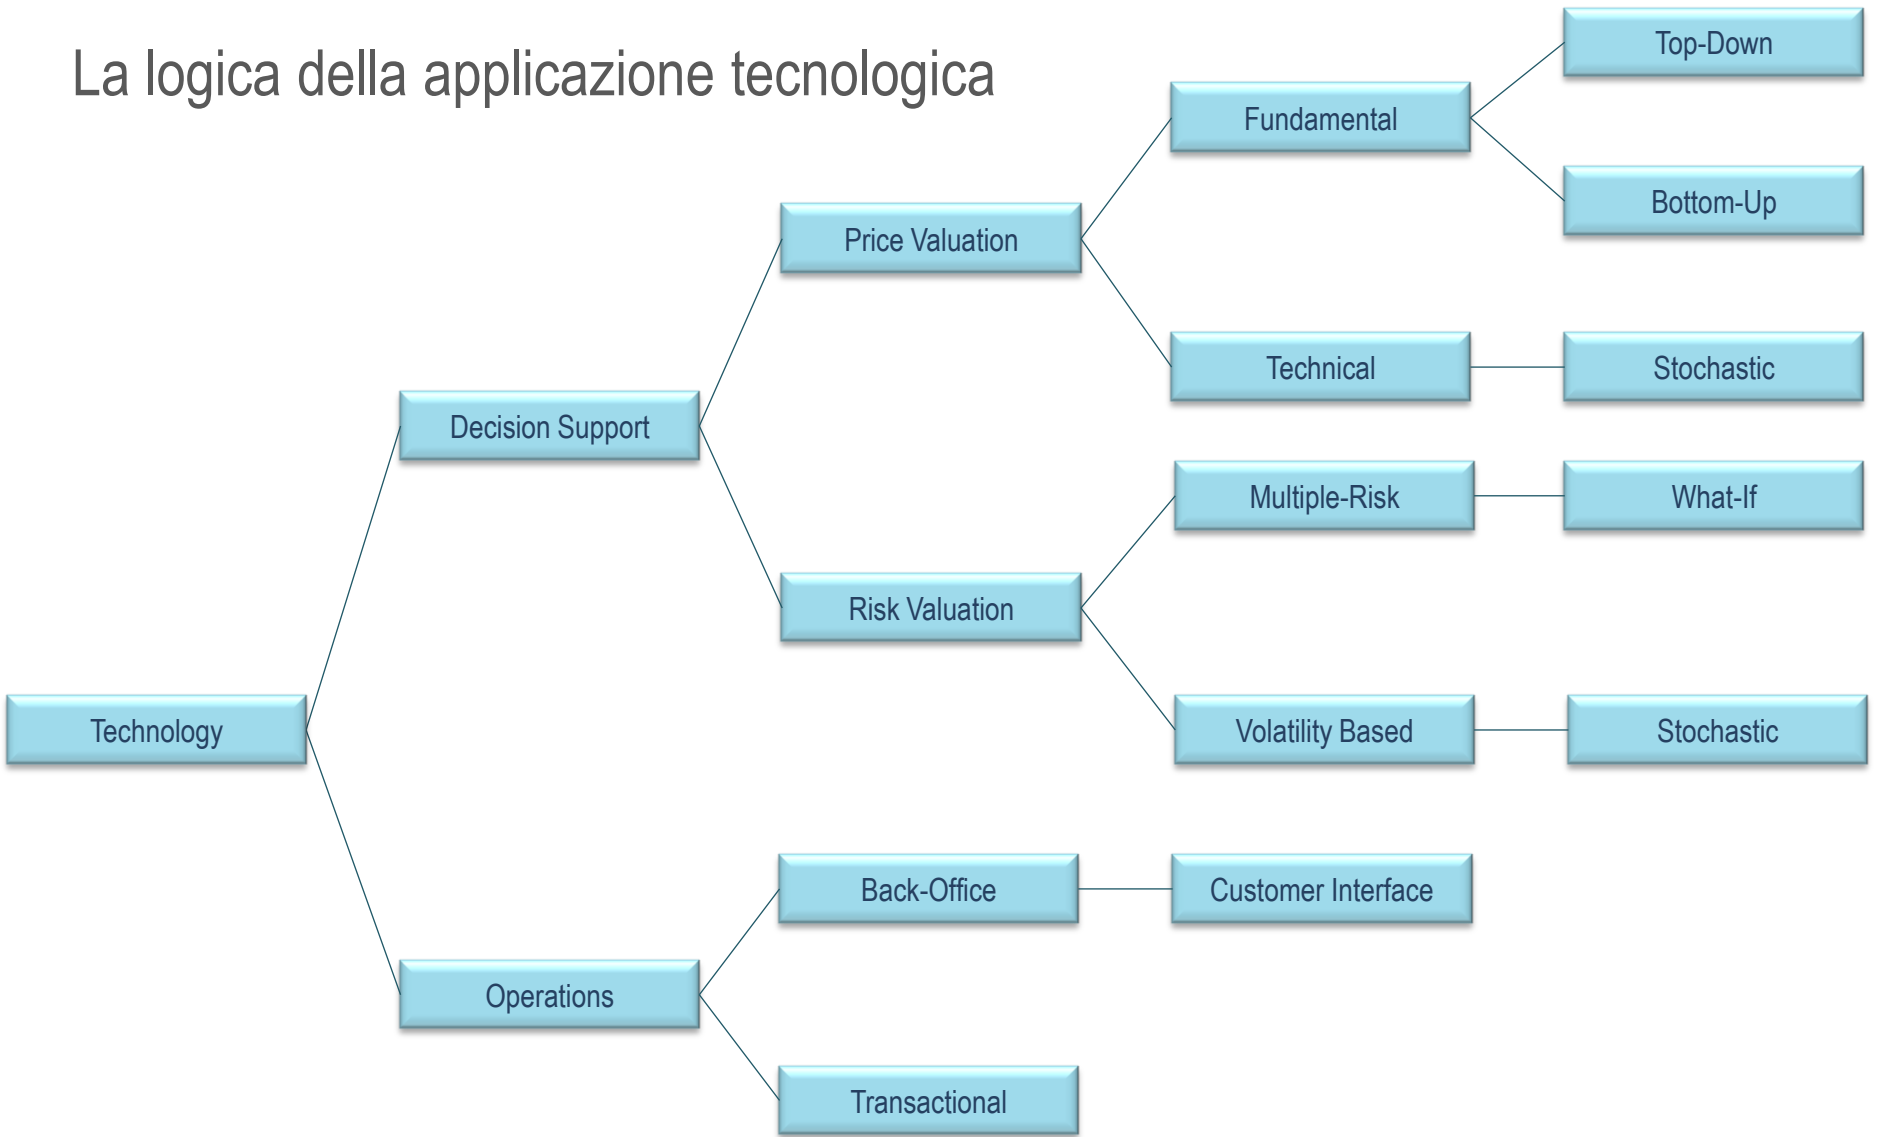 La logica della applicazione tecnologica
Top-Down
Fundamental
Bottom-Up
Price Valuation
Technical
Stochastic
Decision Support
Multiple-Risk
What-If
Risk Valuation
Technology
Volatility Based
Stochastic
Back-Office
Customer Interface
Operations
Transactional